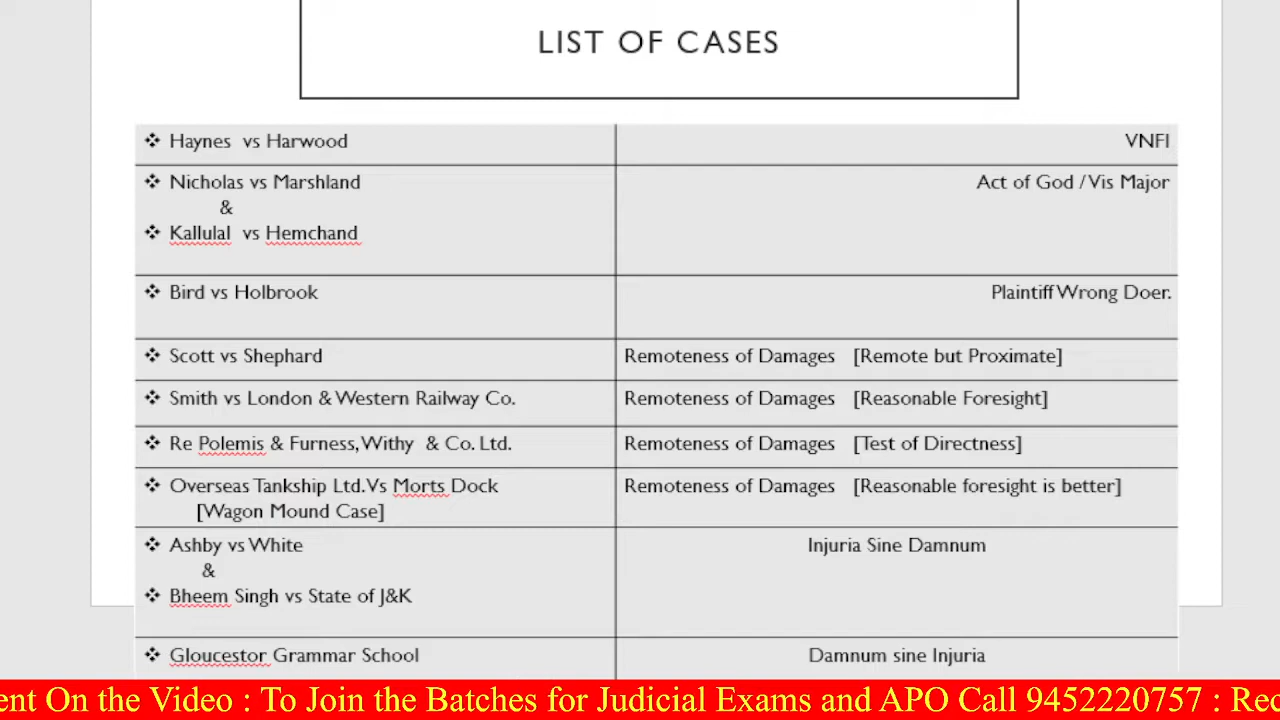 LIST OF CASES
❖ Haynes vs Harwood VNFI
❖ Nicholas vs Marshland Act of God / Vis Major
&
❖ Kallulal vs Hemchand
❖ Bird vs Holbrook Plaintiff Wrong Doer.
❖ Scott vs Shephard Remoteness of Damages [Remote but Proximate]
❖ Smith vs London & Western Railway Co. Remoteness of Damages [Reasonable Foresight]
❖ Re Polemis & Furness, Withy & Co. Ltd. Remoteness of Damages [Test of Directness]
❖ Overseas Tankship Ltd. Vs Morts Dock Remoteness of Damages [Reasonable foresight is better]
[Wagon Mound Case]
❖ Ashby vs White Injuria Sine Damnum
&
❖ Bheem Singh vs State of J&K
❖ Gloucestor Grammar School Damnum sine Injuria
ent On the Video : To Join the Batches for Judicial Exams and APO Call 9452220757 : Rec